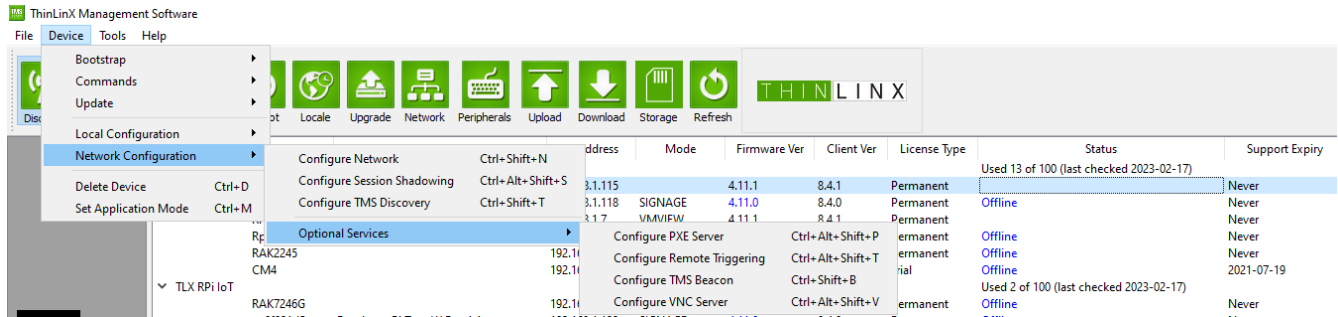 ThinLinX Management Software
File Device Tools Help
Bootstrap
Commands
Update
Local Configuration
Network Configuration
Delete Device Ctrl+D
Set Application Mode Ctrl+M
Locale Upgrade Network Peripherals Upload Download Storage Refresh
THINLINX
Configure Network Ctrl+Shift+N
Configure Session Shadowing Ctrl+Alt+Shift+S
Configure TMS Discovery Ctrl+Shift+T
Optional Services
Configure PXE Server Ctrl+Alt+Shift+P
Configure Remote Triggering Ctrl+Alt+Shift+T
Configure TMS Beacon Ctrl+Shift+B
Configure VNC Server Ctrl+Alt+Shift+V
Mode Firmware Ver Client Ver License Type Status Support Expiry
Used 13 of 100 (last checked 2023-02-17)
4.11.1 8.4.1 Permanent Never
SIGNAGE 4.11.0 8.4.0 Permanent Offline Never
VMVIEW 4.11.1 8.4.1 Permanent Never
Offline Never
RAK2245 Offline Never
CM4 Offline 2021-07-19
TLX RPi IoT Used 2 of 100 (last checked 2023-02-17)
RAK7246G Offline Never